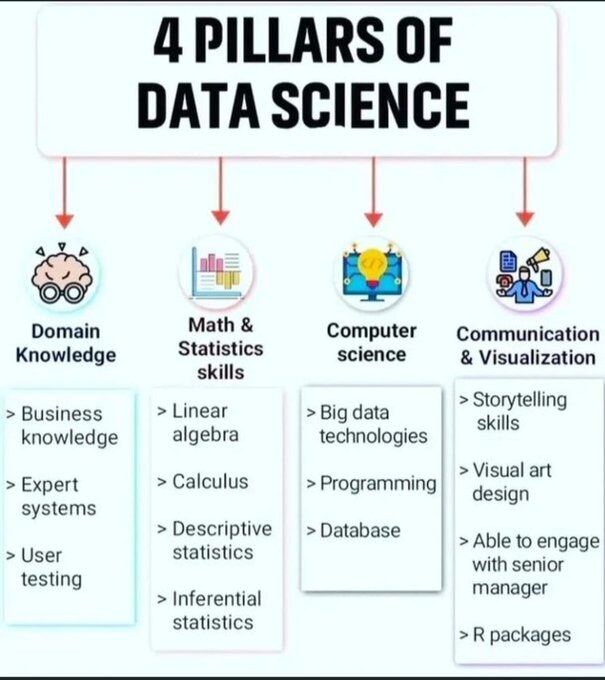 4 PILLARS OF
DATA SCIENCE
Domain
Knowledge
> Business
knowledge
> Expert
systems
> User
testing
Math &
Statistics
skills
> Linear
algebra
> Calculus
> Descriptive
statistics
> Inferential
statistics
Computer
science
> Big data
technologies
> Programming
> Database
Communication
& Visualization
> Storytelling
skills
> Visual art
design
> Able to engage
with senior
manager
> R packages